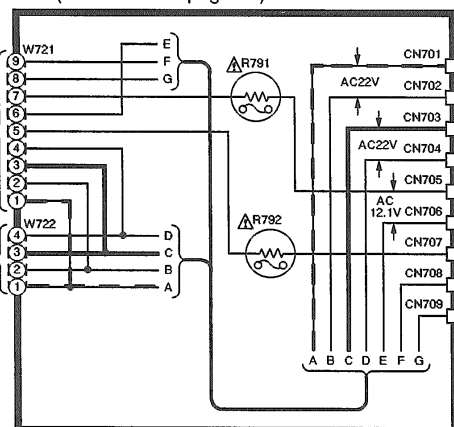 W721
9
8
7
6
5
4
3
2
1
W722
4
3
2
1
E
F
G
D
C
B
A
R791
R792
AC22V
AC22V
AC
12.1V
CN701
CN702
CN703
CN704
CN705
CN706
CN707
CN708
CN709
A B C D E F G